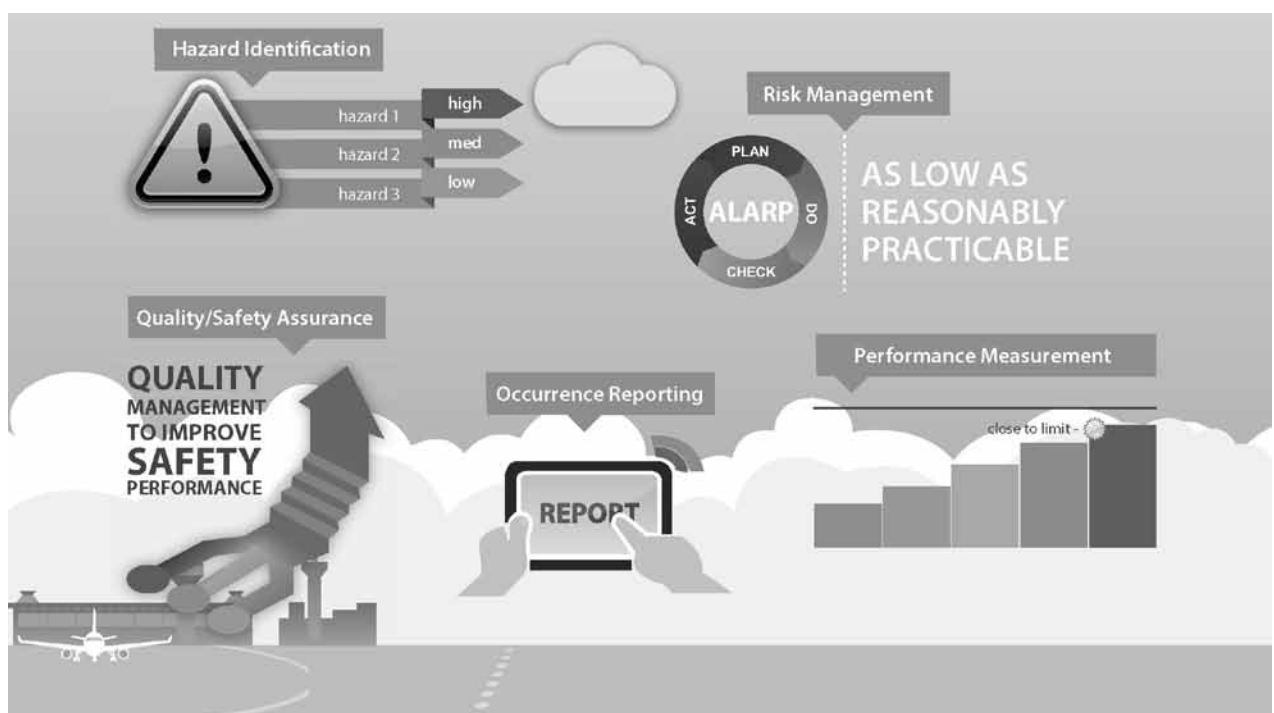 Hazard Identification
hazard 1
high
hazard 2
med
hazard 3
low
Risk Management
PLAN
DO
CHECK
ACT
ALARP
AS LOW AS
REASONABLY
PRACTICABLE
Quality/Safety Assurance
QUALITY
MANAGEMENT
TO IMPROVE
SAFETY
PERFORMANCE
Occurrence Reporting
REPORT
Performance Measurement
close to limit -